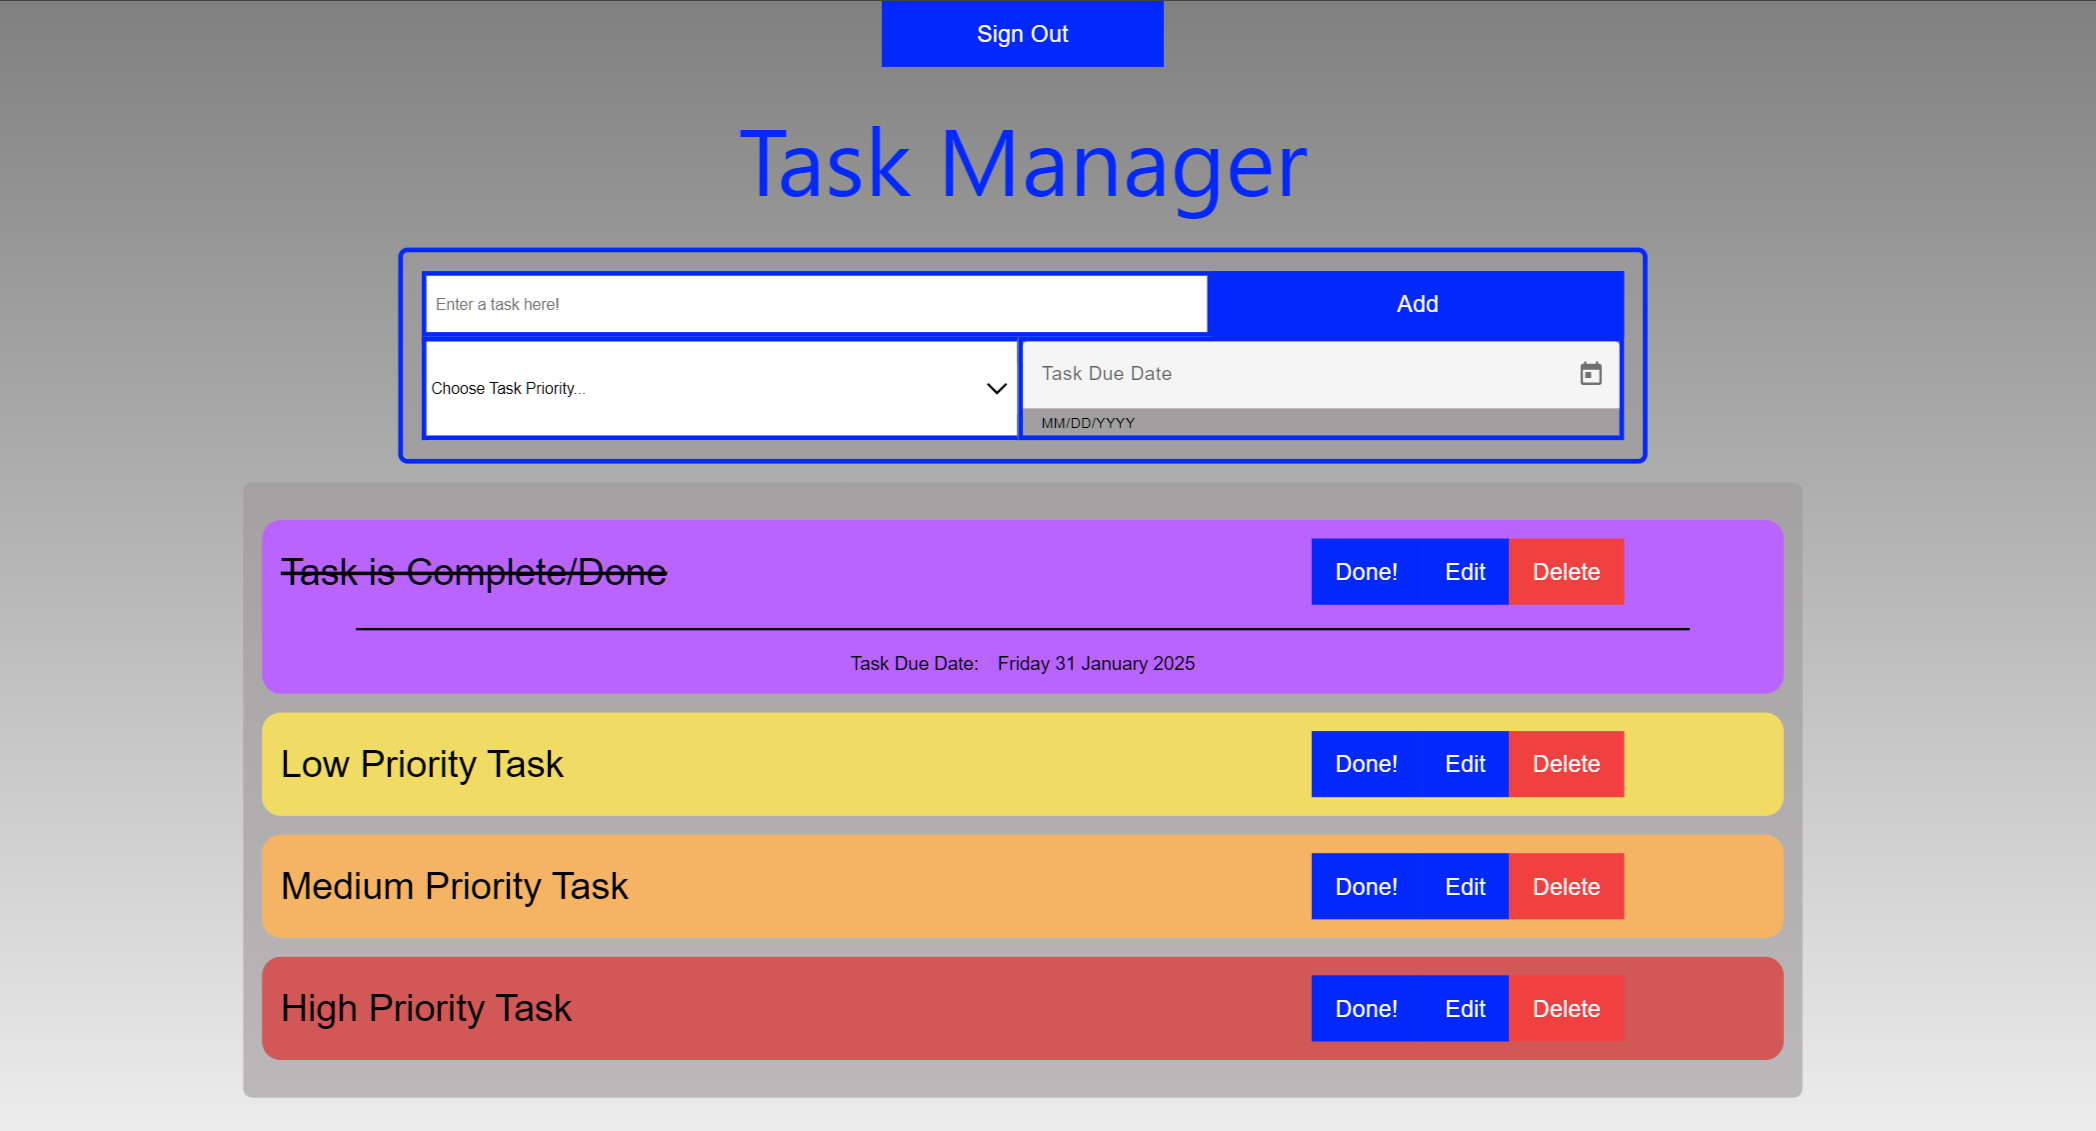 Sign Out
Task Manager
Enter a task here!
Add
Choose Task Priority...
Task Due Date
MM/DD/YYYY
Task is Complete/Done
Done!
Edit
Delete
Task Due Date: Friday 31 January 2025
Low Priority Task
Done!
Edit
Delete
Medium Priority Task
Done!
Edit
Delete
High Priority Task
Done!
Edit
Delete